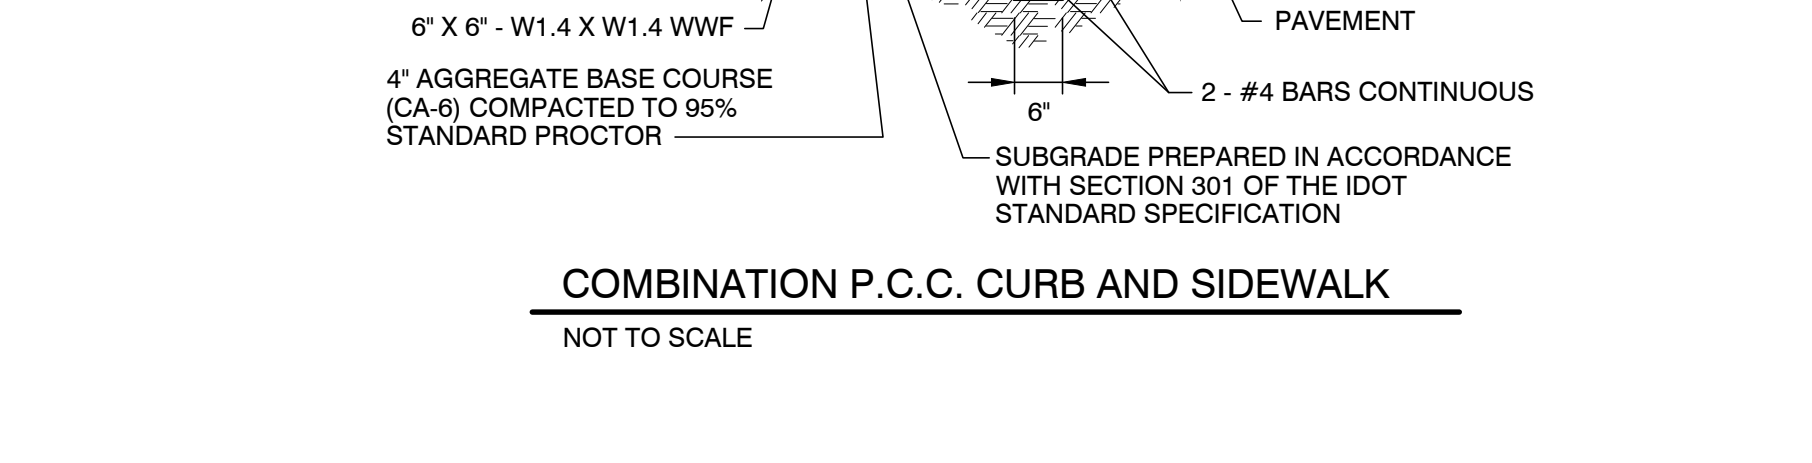 6" X 6" - W1.4 X W1.4 WWF
PAVEMENT
4" AGGREGATE BASE COURSE
(CA-6) COMPACTED TO 95%
STANDARD PROCTOR
2 - #4 BARS CONTINUOUS
6"
SUBGRADE PREPARED IN ACCORDANCE
WITH SECTION 301 OF THE IDOT
STANDARD SPECIFICATION
COMBINATION P.C.C. CURB AND SIDEWALK
NOT TO SCALE